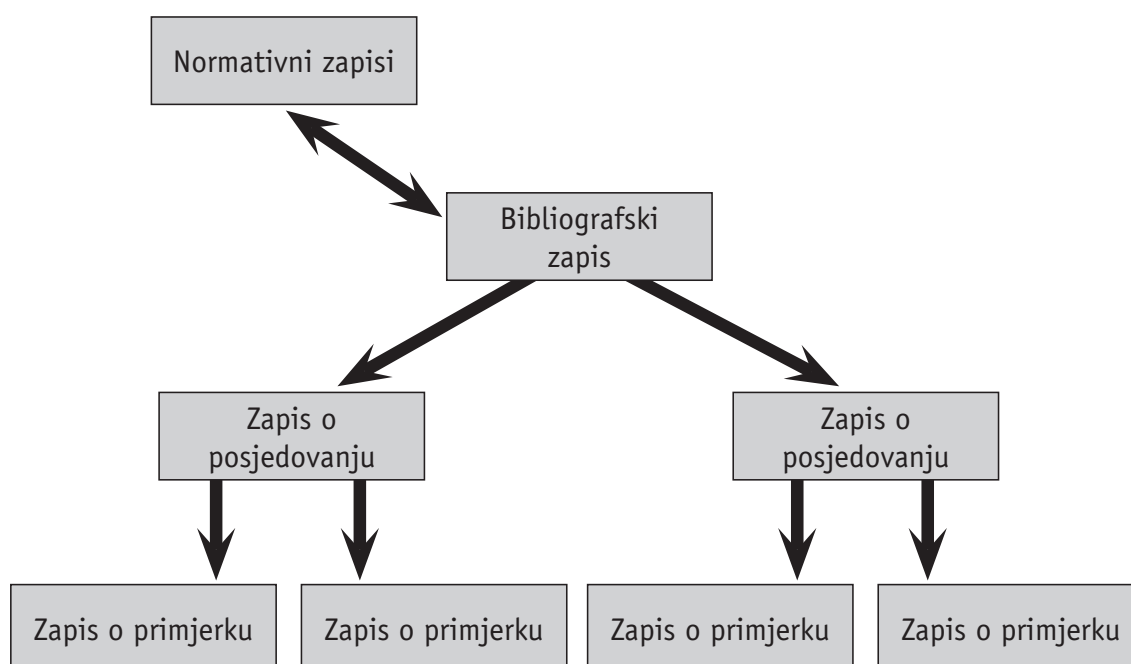 Normativni zapisi
Bibliografski
zapis
Zapis o
posjedovanju
Zapis o
posjedovanju
Zapis o primjerku
Zapis o primjerku
Zapis o primjerku
Zapis o primjerku